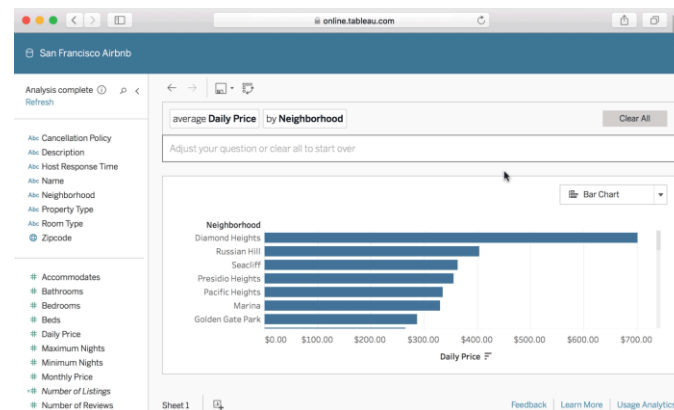 online.tableau.com
San Francisco Airbnb
Analysis complete
Refresh
Abc Cancellation Policy
Abc Description
Abc Host Response Time
Abc Name
Abc Neighborhood
Abc Property Type
Abc Room Type
Zipcode
# Accommodates
# Bathrooms
# Bedrooms
# Beds
# Daily Price
# Maximum Nights
# Minimum Nights
# Monthly Price
=# Number of Listings
# Number of Reviews
average Daily Price by Neighborhood
Clear All
Adjust your question or clear all to start over
Bar Chart
Neighborhood
Diamond Heights
Russian Hill
Seacliff
Presidio Heights
Pacific Heights
Marina
Golden Gate Park
$0.00 $100.00 $200.00 $300.00 $400.00 $500.00 $600.00 $700.00
Daily Price
Sheet 1
Feedback Learn More Usage Analytics